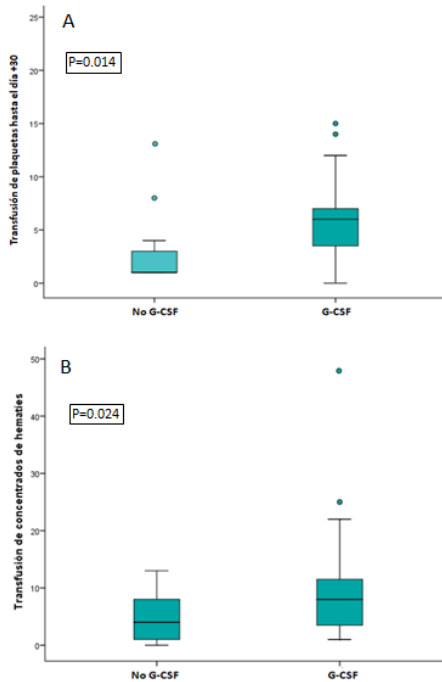 A
P=0.014
Transfusión de plaquetas hasta el día +30
25
20
15
10
5
0
No G-CSF
G-CSF
B
P=0.024
Transfusión de concentrados de hematíes
50
40
30
20
10
0
No G-CSF
G-CSF